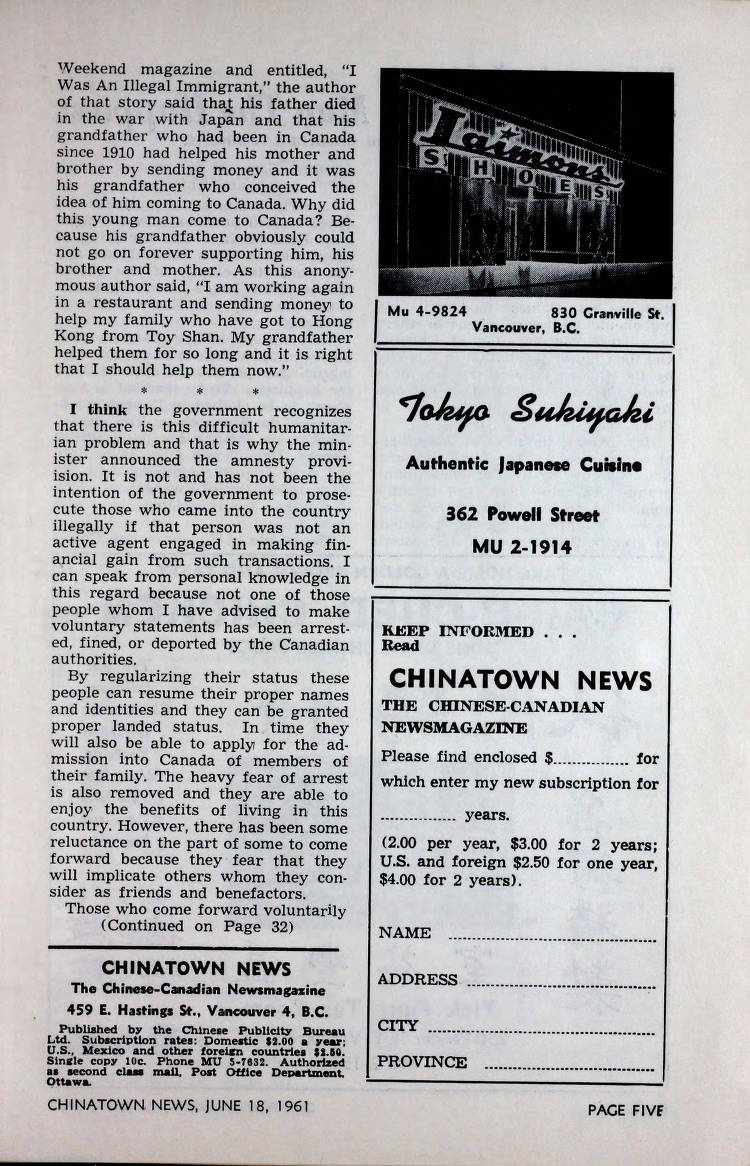 Weekend magazine and entitled, "I
Was An Illegal Immigrant," the author
of that story said that his father died
in the war with Japan and that his
grandfather who had been in Canada
since 1910 had helped his mother and
brother by sending money and it was
his grandfather who conceived the
idea of him coming to Canada. Why did
this young man come to Canada? Be-
cause his grandfather obviously could
not go on forever supporting him, his
brother and mother. As this anony-
mous author said, "I am working again
in a restaurant and sending money to
help my family who have got to Hong
Kong from Toy Shan. My grandfather
helped them for so long and it is right
that I should help them now."
* * *
I think the government recognizes
that there is this difficult humanitar-
ian problem and that is why the min-
ister announced the amnesty provi-
ision. It is not and has not been the
intention of the government to prose-
cute those who came into the country
illegally if that person was not an
active agent engaged in making fin-
ancial gain from such transactions. I
can speak from personal knowledge in
this regard because not one of those
people whom I have advised to make
voluntary statements has been arrest-
ed, fined, or deported by the Canadian
authorities.
By regularizing their status these
people can resume their proper names
and identities and they can be granted
proper landed status. In time they
will also be able to apply for the ad-
mission into Canada of members of
their family. The heavy fear of arrest
is also removed and they are able to
enjoy the benefits of living in this
country. However, there has been some
reluctance on the part of some to come
forward because they fear that they
will implicate others whom they con-
sider as friends and benefactors.
Those who come forward voluntarily
(Continued on Page 32)
CHINATOWN NEWS
The Chinese-Canadian Newsmagazine
459 E. Hastings St., Vancouver 4, B.C.
Published by the Chinese Publicity Bureau
Ltd. Subscription rates: Domestic $2.00 a year;
U.S., Mexico and other foreign countries $2.50.
Single copy 10c. Phone MU 5-7632. Authorized
as second class mail, Post Office Department,
Ottawa.
Laimons
SHOES
Mu 4-9824 830 Granville St.
Vancouver, B.C.
Tokyo Sukiyaki
Authentic Japanese Cuisine
362 Powell Street
MU 2-1914
KEEP INFORMED . . .
Read
CHINATOWN NEWS
THE CHINESE-CANADIAN
NEWSMAGAZINE
Please find enclosed $............... for
which enter my new subscription for
............... years.
(2.00 per year, $3.00 for 2 years;
U.S. and foreign $2.50 for one year,
$4.00 for 2 years).
NAME
ADDRESS
CITY
PROVINCE
CHINATOWN NEWS, JUNE 18, 1961
PAGE FIVE